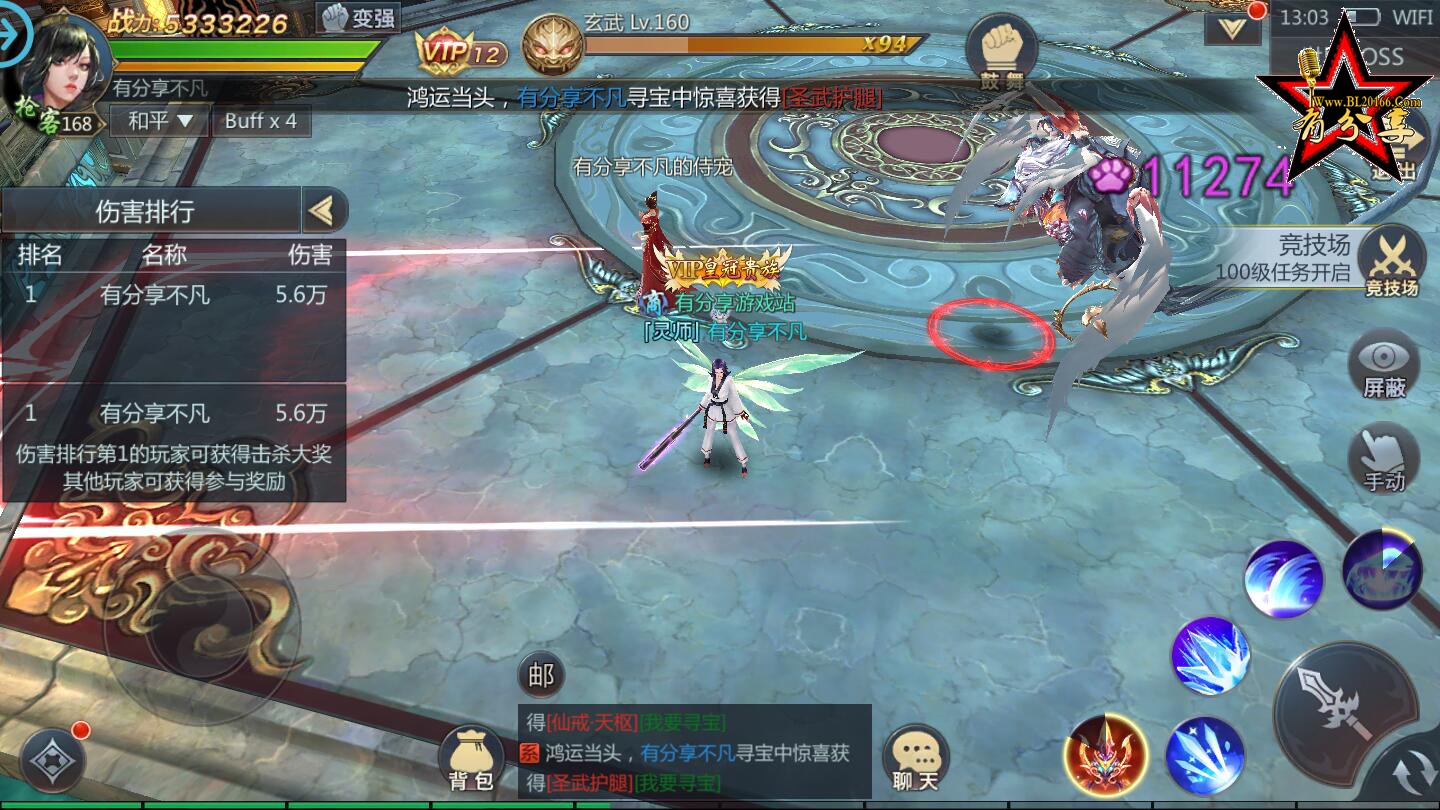 战力:5333226
变强
VIP 12
玄武 Lv.160
X94
鼓舞
13:03
WIFI
BOSS
Www.BL20166.Com
有分享
退出
有分享不凡
枪客168
和平
Buff x 4
鸿运当头，有分享不凡寻宝中惊喜获得[圣武护腿]
有分享不凡的侍宠
11274
伤害排行
排名 名称 伤害
1 有分享不凡 5.6万
1 有分享不凡 5.6万
伤害排行第1的玩家可获得击杀大奖
其他玩家可获得参与奖励
VIP皇冠贵族
商 有分享游戏站
[灵师] 有分享不凡
竞技场
100级任务开启
竞技场
屏蔽
手动
邮
得[仙戒·天枢][我要寻宝]
系 鸿运当头，有分享不凡寻宝中惊喜获
得[圣武护腿][我要寻宝]
背包
聊天